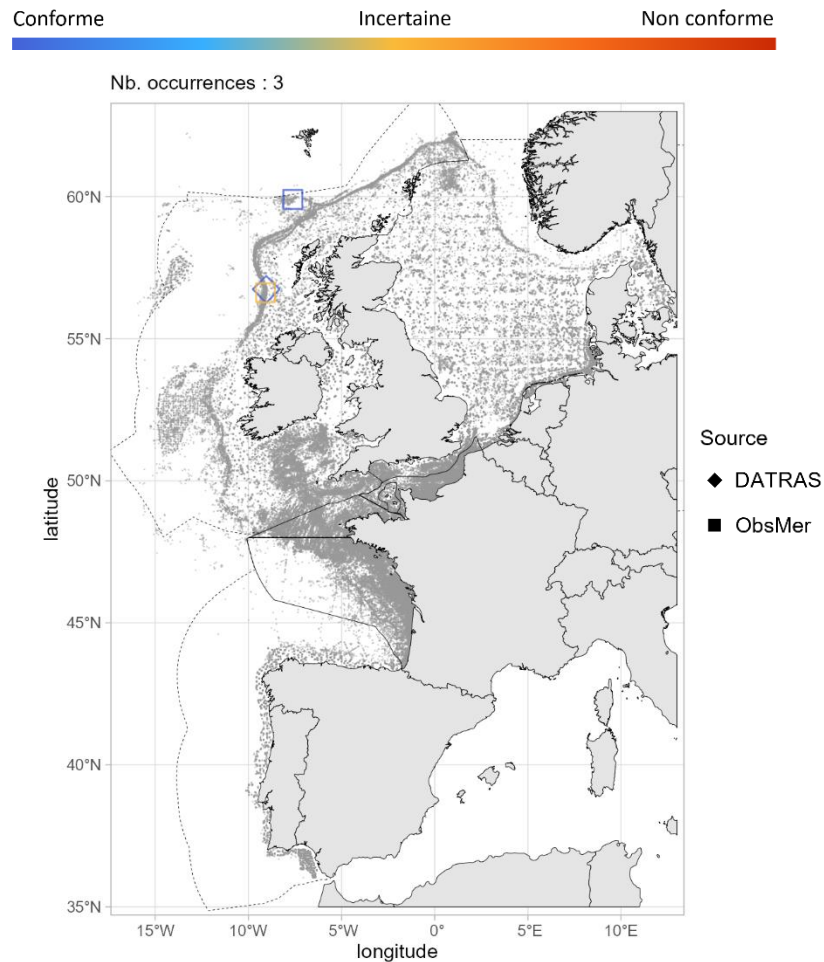 Conforme Incertaine Non conforme
Nb. occurrences : 3
60°N
55°N
50°N
45°N
40°N
35°N
latitude
15°W 10°W 5°W 0° 5°E 10°E
longitude
Source
DATRAS
ObsMer